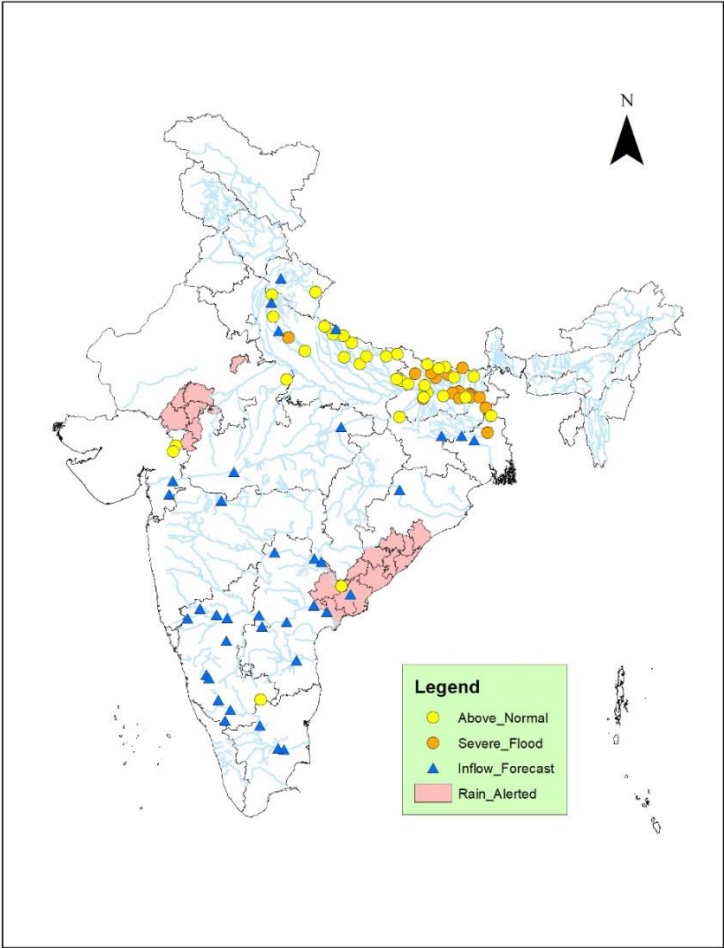 N
Legend
Above_Normal
Severe_Flood
Inflow_Forecast
Rain_Alerted